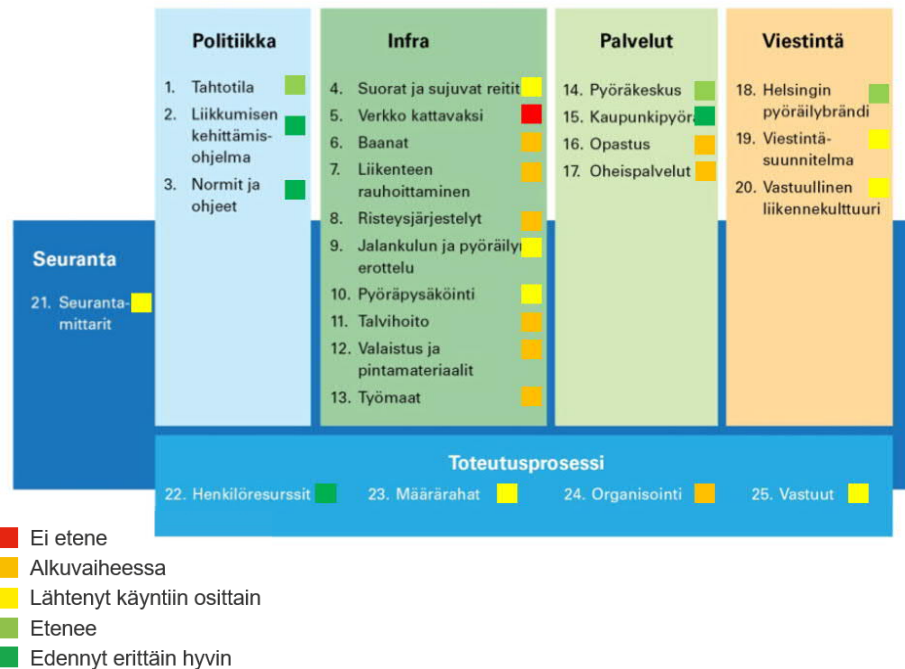 Politiikka
1. Tahtotila
2. Liikkumisen
kehittämis-
ohjelma
3. Normit ja
ohjeet
Infra
4. Suorat ja sujuvat reitit
5. Verkko kattavaksi
6. Baanat
7. Liikenteen
rauhoittaminen
8. Risteysjärjestelyt
9. Jalankulun ja pyöräilyn
erottelu
10. Pyöräpysäköinti
11. Talvihoito
12. Valaistus ja
pintamateriaalit
13. Työmaat
Palvelut
14. Pyöräkeskus
15. Kaupunkipyörä
16. Opastus
17. Oheispalvelut
Viestintä
18. Helsingin
pyöräilybrändi
19. Viestintä-
suunnitelma
20. Vastuullinen
liikennekulttuuri
Seuranta
21. Seuranta-
mittarit
Toteutusprosessi
22. Henkilöresurssit
23. Määrärahat
24. Organisointi
25. Vastuut
Ei etene
Alkuvaiheessa
Lähtenyt käyntiin osittain
Etenee
Edennyt erittäin hyvin